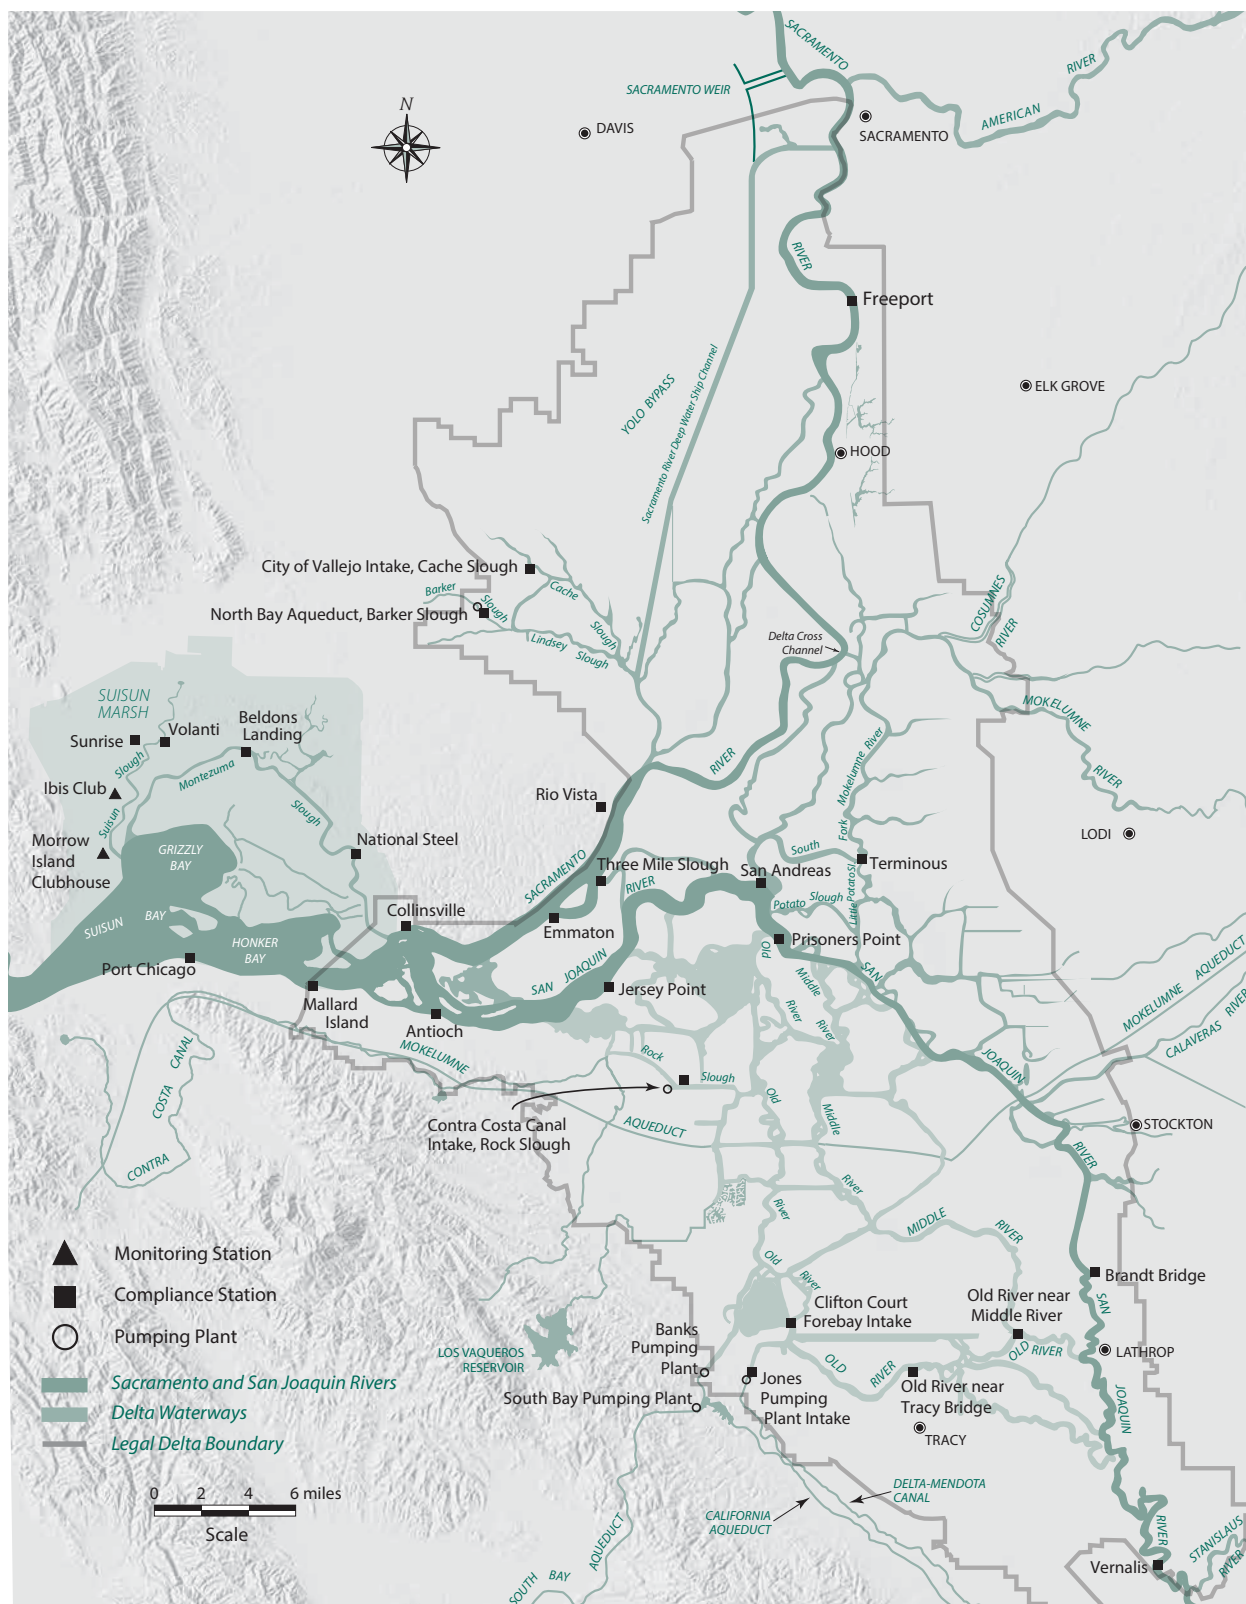 SACRAMENTO
RIVER
AMERICAN
SACRAMENTO WEIR
N
DAVIS
SACRAMENTO
RIVER
Freeport
ELK GROVE
YOLO BYPASS
Sacramento River Deep Water Ship Channel
HOOD
City of Vallejo Intake, Cache Slough
Barker
Slough
Cache
Slough
North Bay Aqueduct, Barker Slough
Lindsey Slough
COSUMNES
RIVER
Delta Cross
Channel
SUISUN
MARSH
Volanti
Beldons
Landing
Sunrise
Slough
Montezuma
Ibis Club
Suisun
Slough
MOKELUMNE
RIVER
RIVER
Mokelumne River
Fork
South
Rio Vista
LODI
Morrow
Island
Clubhouse
GRIZZLY
BAY
National Steel
SACRAMENTO
Three Mile Slough
RIVER
San Andreas
Terminous
Potato Slough
Little Potato Sl.
SUISUN BAY
HONKER
BAY
Collinsville
Emmaton
Prisoners Point
Port Chicago
SAN JOAQUIN
Jersey Point
Old
Middle
River
River
SAN
Mallard
Island
Antioch
MOKELUMNE AQUEDUCT
CALAVERAS RIVER
COSTA CANAL
MOKELUMNE
Rock
Slough
Old
JOAQUIN
Contra Costa Canal
Intake, Rock Slough
AQUEDUCT
Middle
STOCKTON
CONTRA
RIVER
River
River
MIDDLE
RIVER
Monitoring Station
Old
River
Compliance Station
Brandt Bridge
Pumping Plant
Clifton Court
Forebay Intake
Old River near
Middle River
SAN
Banks
Pumping
Plant
LOS VAQUEROS
RESERVOIR
OLD RIVER
LATHROP
Sacramento and San Joaquin Rivers
South Bay Pumping Plant
Jones
Pumping
Plant Intake
OLD
RIVER
Old River near
Tracy Bridge
JOAQUIN
Delta Waterways
Legal Delta Boundary
TRACY
0 2 4 6 miles
Scale
DELTA-MENDOTA
CANAL
CALIFORNIA
AQUEDUCT
RIVER
STANISLAUS
RIVER
Vernalis
SOUTH BAY AQUEDUCT